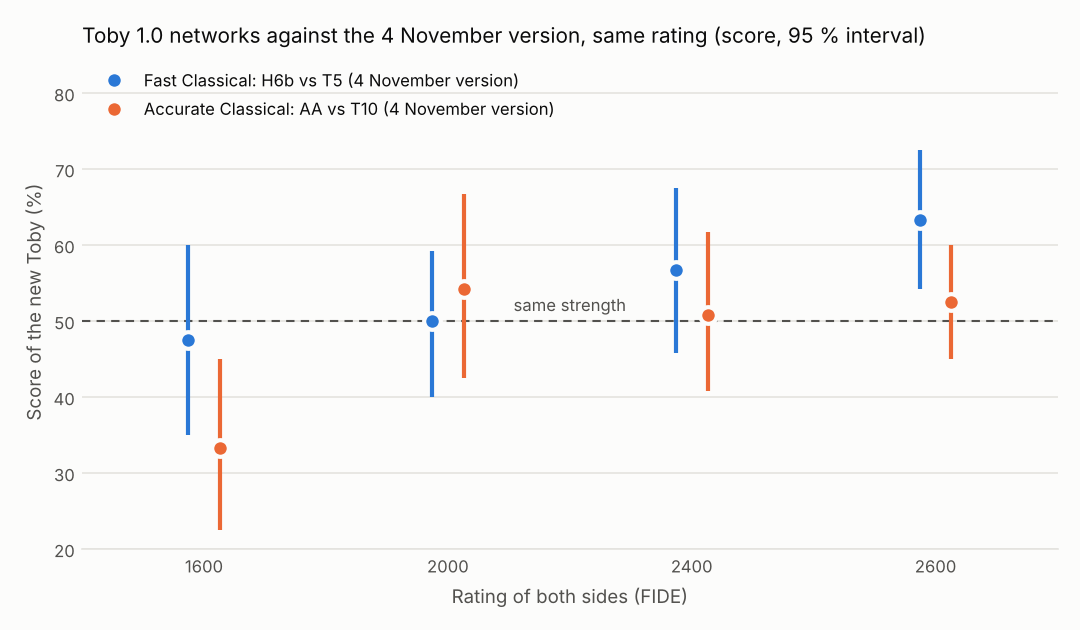 Toby 1.0 networks against the 4 November version, same rating (score, 95 % interval)
Fast Classical: H6b vs T5 (4 November version)
Accurate Classical: AA vs T10 (4 November version)
Score of the new Toby (%)
80
70
60
50
40
30
20
same strength
1600 2000 2400 2600
Rating of both sides (FIDE)